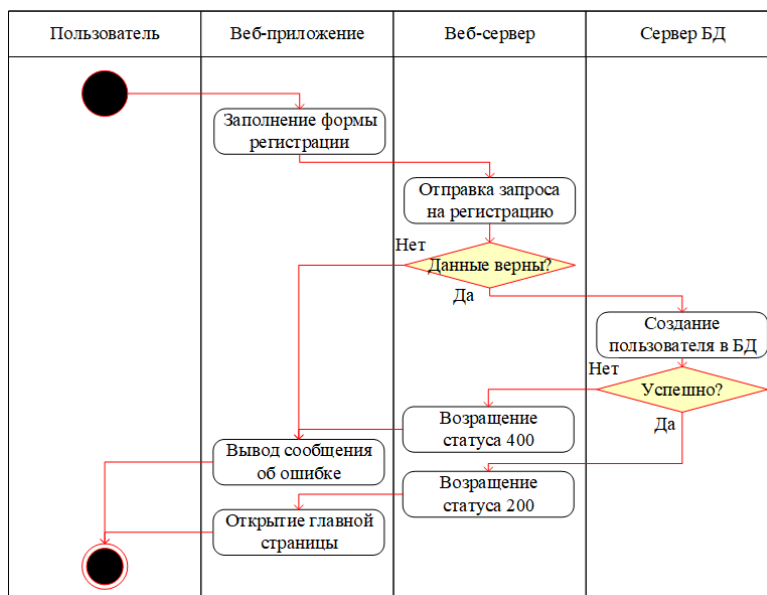 Пользователь
Веб-приложение
Веб-сервер
Сервер БД
Заполнение формы
регистрации
Отправка запроса
на регистрацию
Нет
Данные верны?
Да
Создание
пользователя в БД
Нет
Успешно?
Возращение
статуса 400
Да
Вывод сообщения
об ошибке
Возращение
статуса 200
Открытие главной
страницы